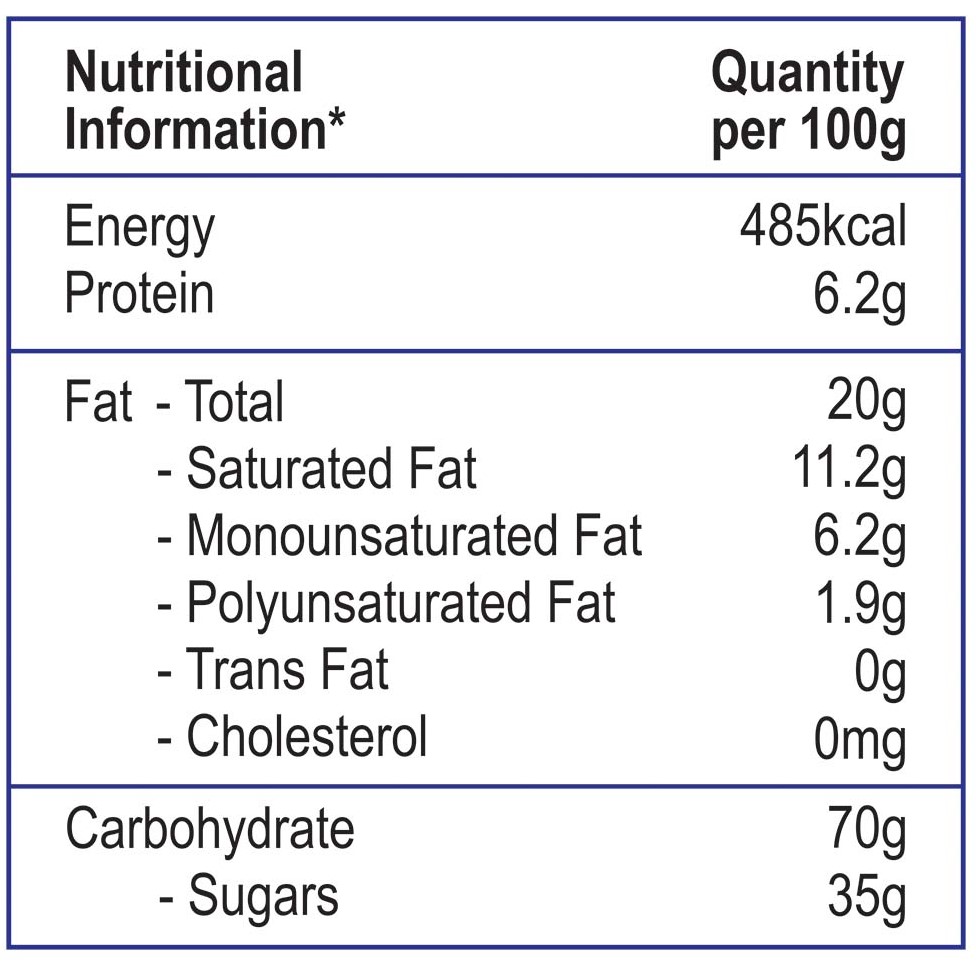 Nutritional Quantity
Information* per 100g
Energy 485kcal
Protein 6.2g
Fat - Total 20g
- Saturated Fat 11.2g
- Monounsaturated Fat 6.2g
- Polyunsaturated Fat 1.9g
- Trans Fat 0g
- Cholesterol 0mg
Carbohydrate 70g
- Sugars 35g